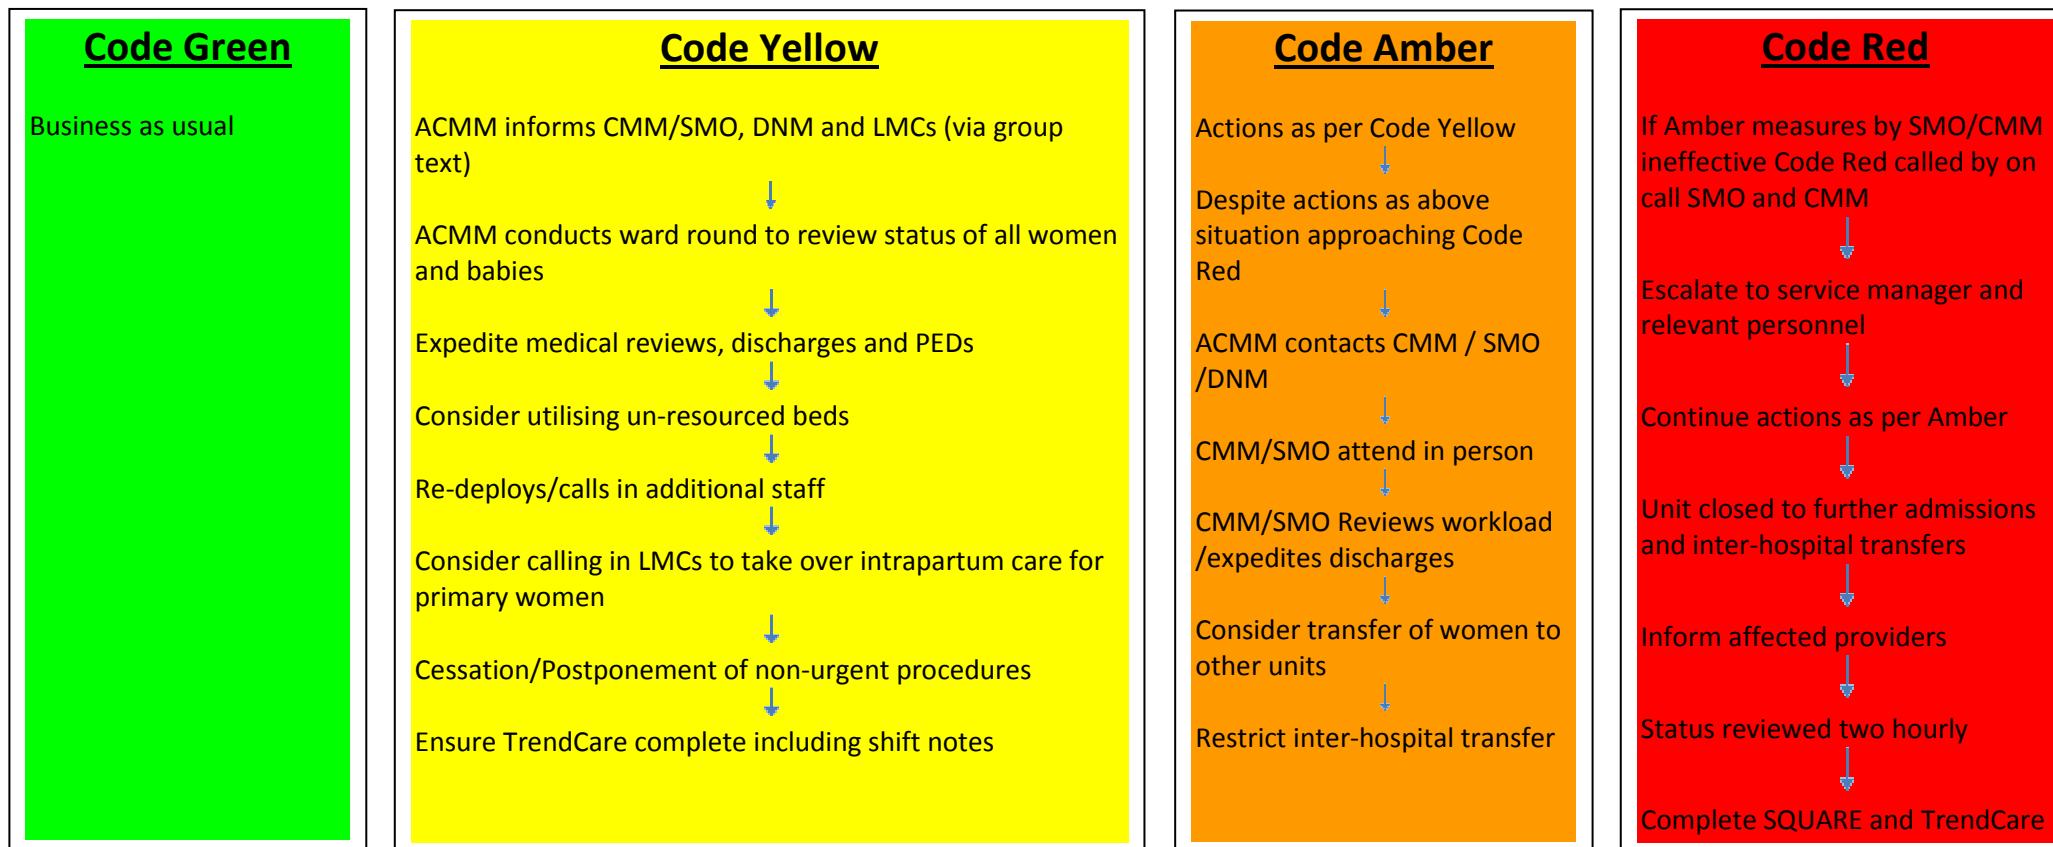 Code Green
Business as usual
Code Yellow
ACMM informs CMM/SMO, DNM and LMCs (via group
text)
ACMM conducts ward round to review status of all women
and babies
Expedite medical reviews, discharges and PEDs
Consider utilising un-resourced beds
Re-deploys/calls in additional staff
Consider calling in LMCs to take over intrapartum care for
primary women
Cessation/Postponement of non-urgent procedures
Ensure TrendCare complete including shift notes
Code Amber
Actions as per Code Yellow
Despite actions as above
situation approaching Code
Red
ACMM contacts CMM / SMO
/DNM
CMM/SMO attend in person
CMM/SMO Reviews workload
/expedites discharges
Consider transfer of women to
other units
Restrict inter-hospital transfer
Code Red
If Amber measures by SMO/CMM
ineffective Code Red called by on
call SMO and CMM
Escalate to service manager and
relevant personnel
Continue actions as per Amber
Unit closed to further admissions
and inter-hospital transfers
Inform affected providers
Status reviewed two hourly
Complete SQUARE and TrendCare